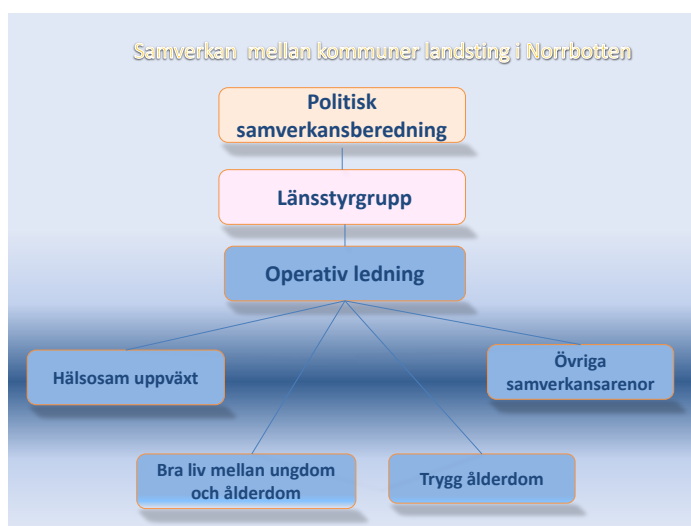 Samverkan mellan kommuner landsting i Norrbotten
Politisk
samverkansberedning
Länsstyrgrupp
Operativ ledning
Hälsosam uppväxt
Övriga
samverkansarenor
Bra liv mellan ungdom
och ålderdom
Trygg ålderdom